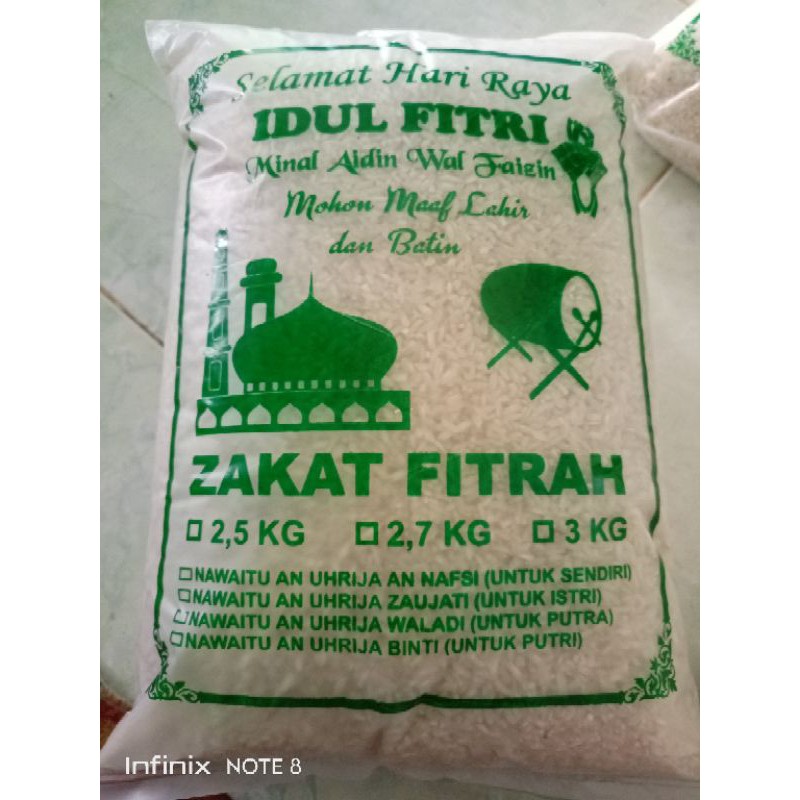 Selamat Hari Raya
IDUL FITRI
Minal Aidin Wal Faizin
Mohon Maaf Lahir
dan Batin
ZAKAT FITRAH
2,5 KG 2,7 KG 3 KG
NAWAITU AN UHRIJA AN NAFSI (UNTUK SENDIRI)
NAWAITU AN UHRIJA ZAUJATI (UNTUK ISTRI)
NAWAITU AN UHRIJA WALADI (UNTUK PUTRA)
NAWAITU AN UHRIJA BINTI (UNTUK PUTRI)
Infinix NOTE 8